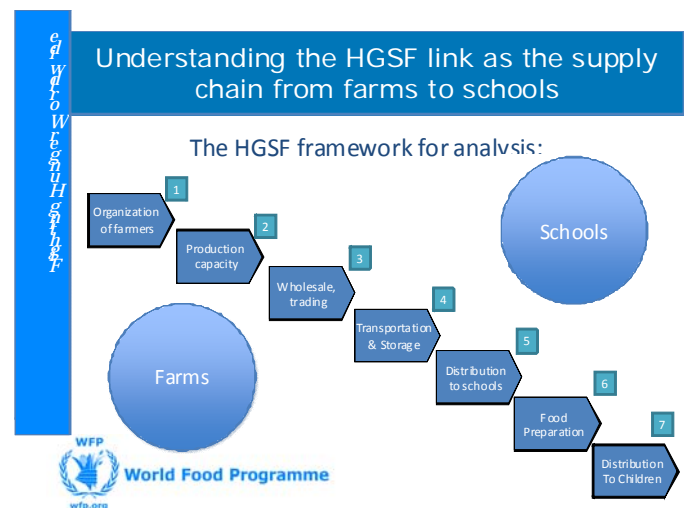 Understanding the HGSF link as the supply
chain from farms to schools
The HGSF framework for analysis:
1
Organization
of farmers
2
Production
capacity
3
Wholesale,
trading
4
Transportation
& Storage
5
Distribution
to schools
6
Food
Preparation
7
Distribution
To Children
Schools
Farms
WFP
World Food Programme
wfp.org